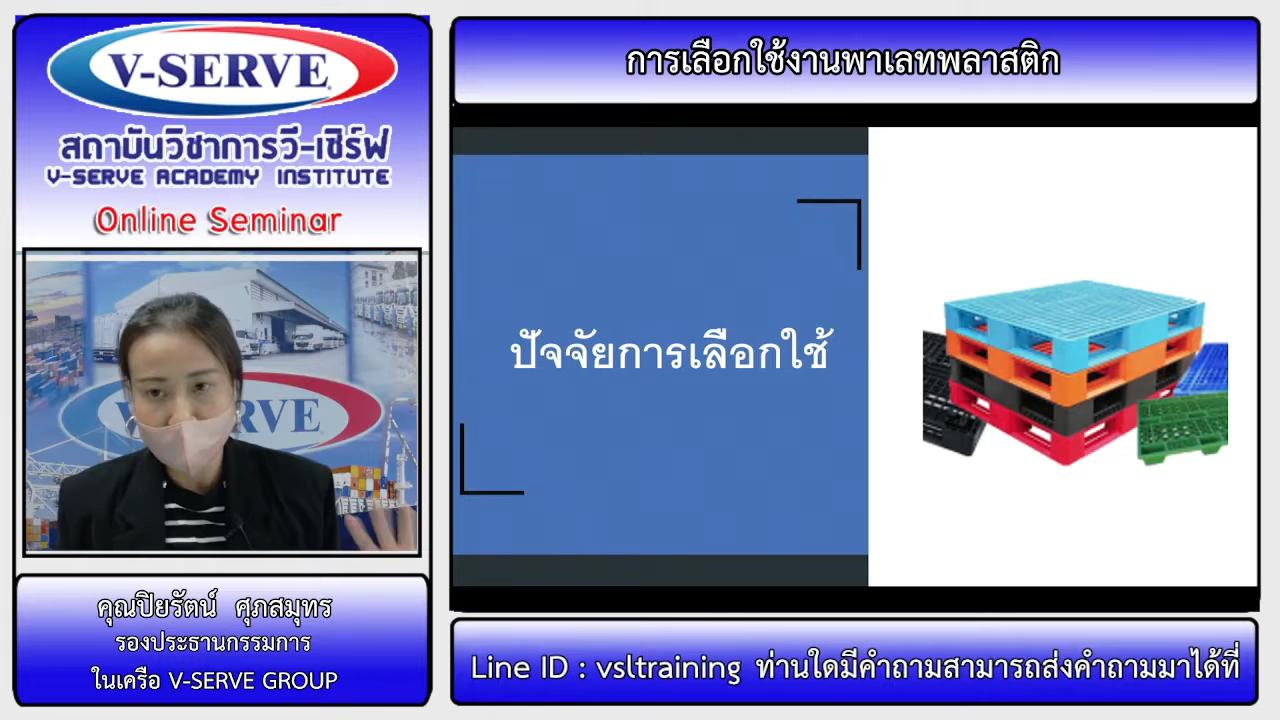 V-SERVE
สถาบันวิชาการวี-เซิร์ฟ
V-SERVE ACADEMY INSTITUTE
Online Seminar
V-SERVE
คุณปิยรัตน์ ศุภสมุทร
รองประธานกรรมการ
ในเครือ V-SERVE GROUP
การเลือกใช้งานพาเลทพลาสติก
ปัจจัยการเลือกใช้
Line ID : vsltraining ท่านใดมีคำถามสามารถส่งคำถามมาได้ที่